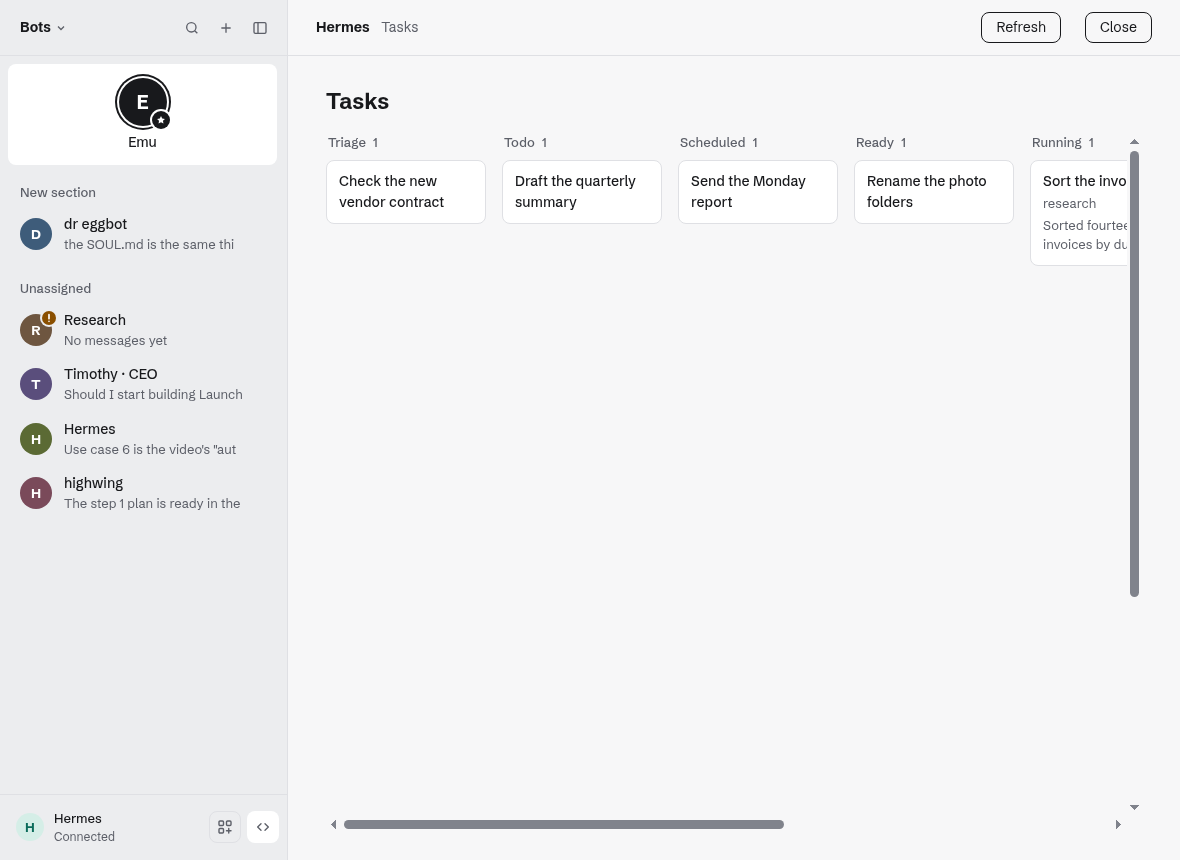 Bots
Hermes Tasks
Refresh
Close
E
Emu
New section
D
dr eggbot
the SOUL.md is the same thi
Unassigned
R
!
Research
No messages yet
T
Timothy · CEO
Should I start building Launch
H
Hermes
Use case 6 is the video's "aut
H
highwing
The step 1 plan is ready in the
H
Hermes
Connected
Tasks
Triage 1
Check the new
vendor contract
Todo 1
Draft the quarterly
summary
Scheduled 1
Send the Monday
report
Ready 1
Rename the photo
folders
Running 1
Sort the invo
research
Sorted fourtee
invoices by du